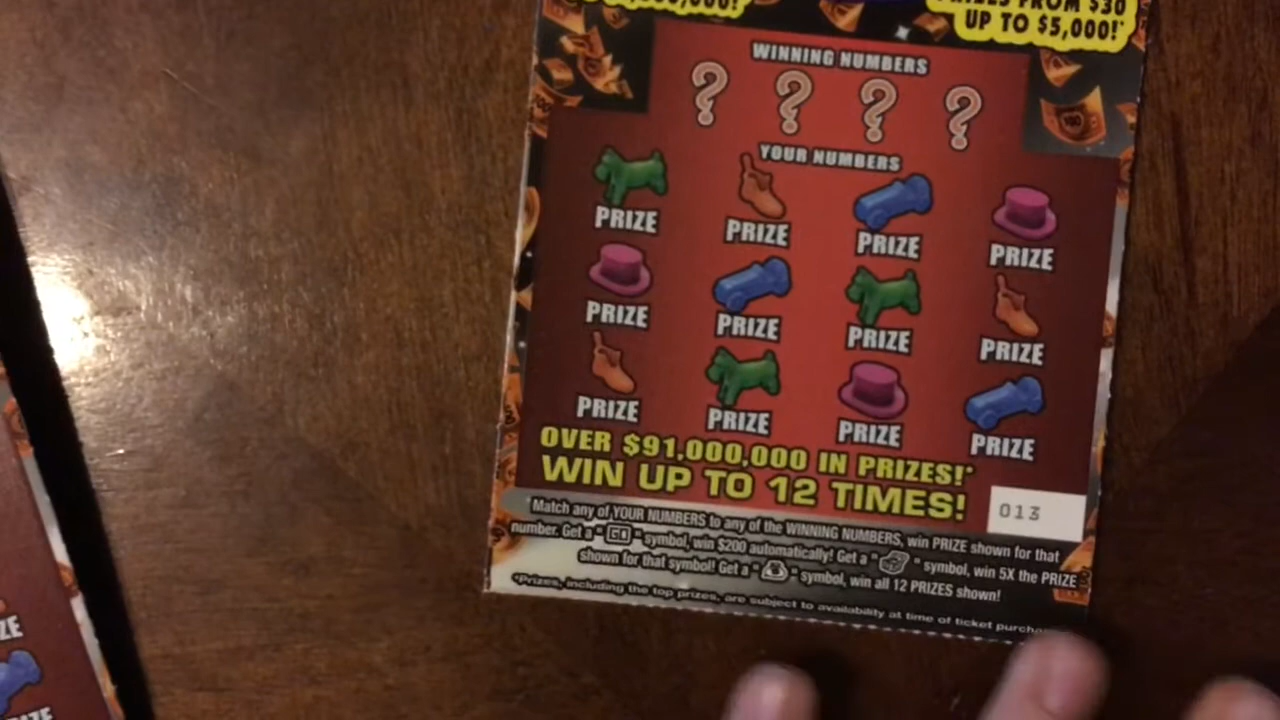 PRIZES FROM $30
UP TO $5,000!*
WINNING NUMBERS
? ? ? ?
YOUR NUMBERS
PRIZE PRIZE PRIZE PRIZE
PRIZE PRIZE PRIZE PRIZE
PRIZE PRIZE PRIZE PRIZE
OVER $91,000,000 IN PRIZES!*
WIN UP TO 12 TIMES!
013
Match any of YOUR NUMBERS to any of the WINNING NUMBERS, win PRIZE shown for that
number. Get a "GO" symbol, win $200 automatically! Get a " " symbol, win 5X the PRIZE
shown for that symbol! Get a " " symbol, win all 12 PRIZES shown!
*Prizes, including the top prizes, are subject to availability at time of ticket